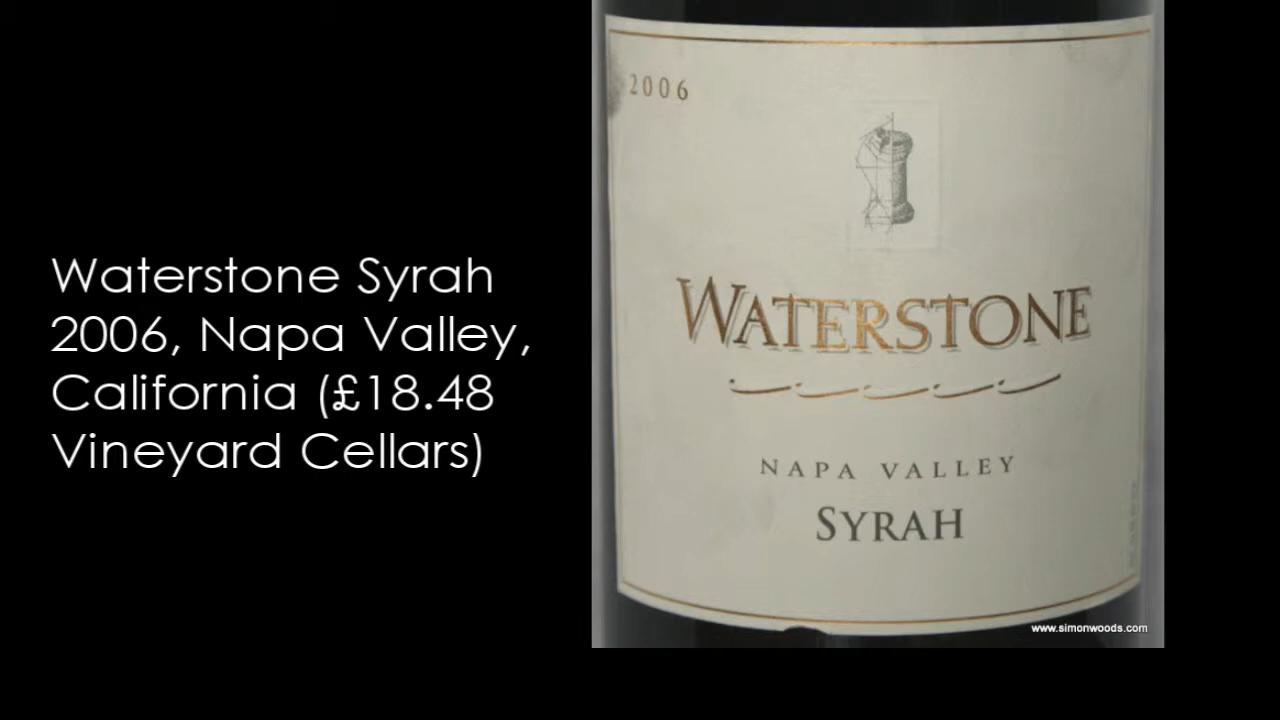 Waterstone Syrah
2006, Napa Valley,
California (£18.48
Vineyard Cellars)
2006
WATERSTONE
NAPA VALLEY
SYRAH
www.simonwoods.com